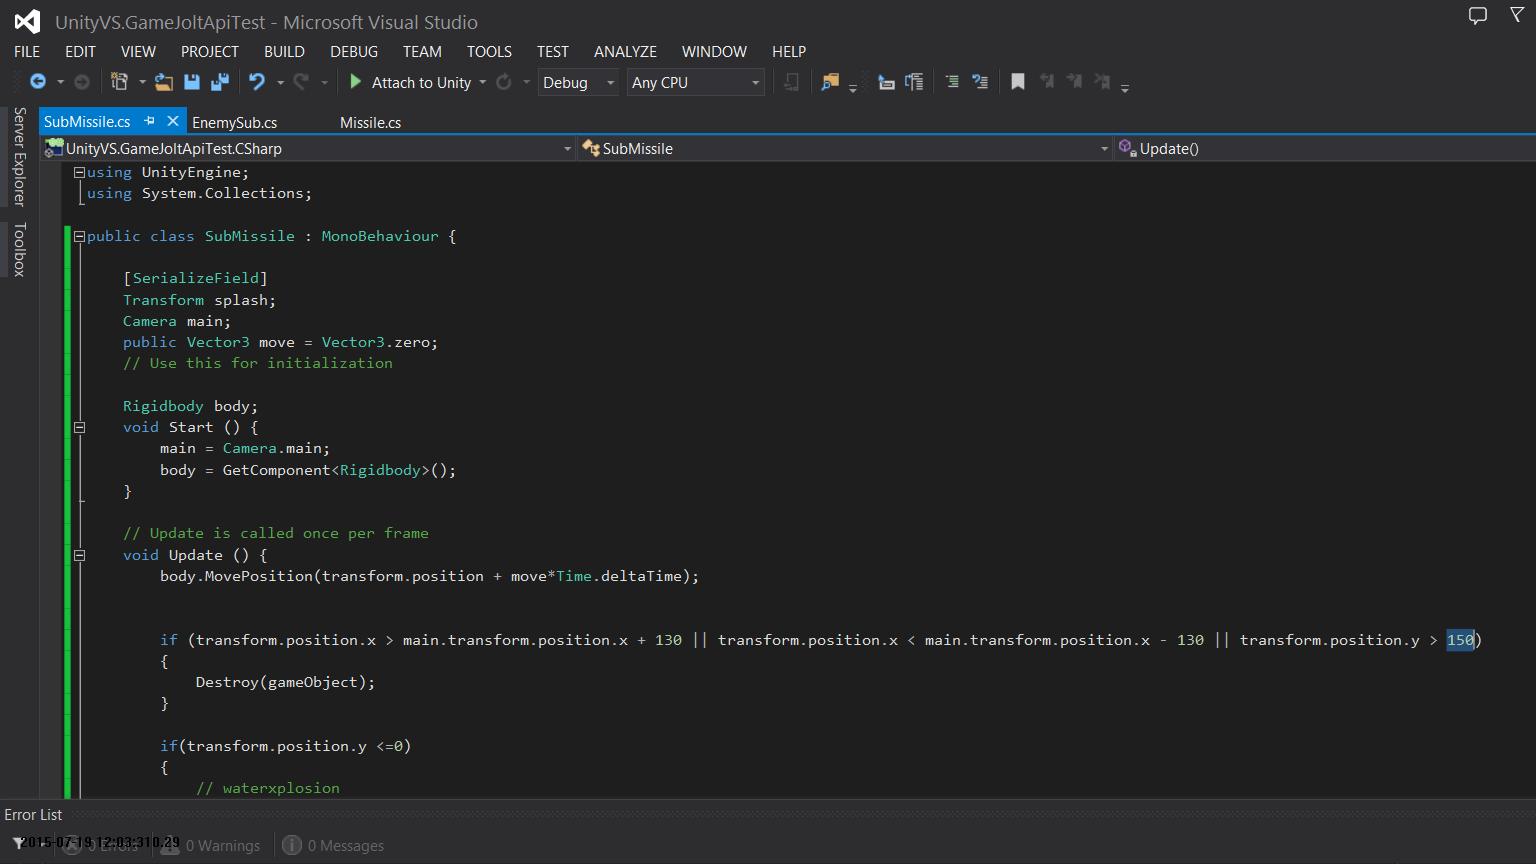 UnityVS.GameJoltApiTest - Microsoft Visual Studio
FILE EDIT VIEW PROJECT BUILD DEBUG TEAM TOOLS TEST ANALYZE WINDOW HELP
Attach to Unity Debug Any CPU
Server Explorer
Toolbox
SubMissile.cs EnemySub.cs Missile.cs
UnityVS.GameJoltApiTest.CSharp SubMissile Update()
using UnityEngine;
using System.Collections;
public class SubMissile : MonoBehaviour {
[SerializeField]
Transform splash;
Camera main;
public Vector3 move = Vector3.zero;
// Use this for initialization
Rigidbody body;
void Start () {
main = Camera.main;
body = GetComponent<Rigidbody>();
}
// Update is called once per frame
void Update () {
body.MovePosition(transform.position + move*Time.deltaTime);
if (transform.position.x > main.transform.position.x + 130 || transform.position.x < main.transform.position.x - 130 || transform.position.y > 150)
{
Destroy(gameObject);
}
if(transform.position.y <=0)
{
// waterxplosion
Error List
0 Errors 0 Warnings 0 Messages
2015-07-19 12:03:310.29